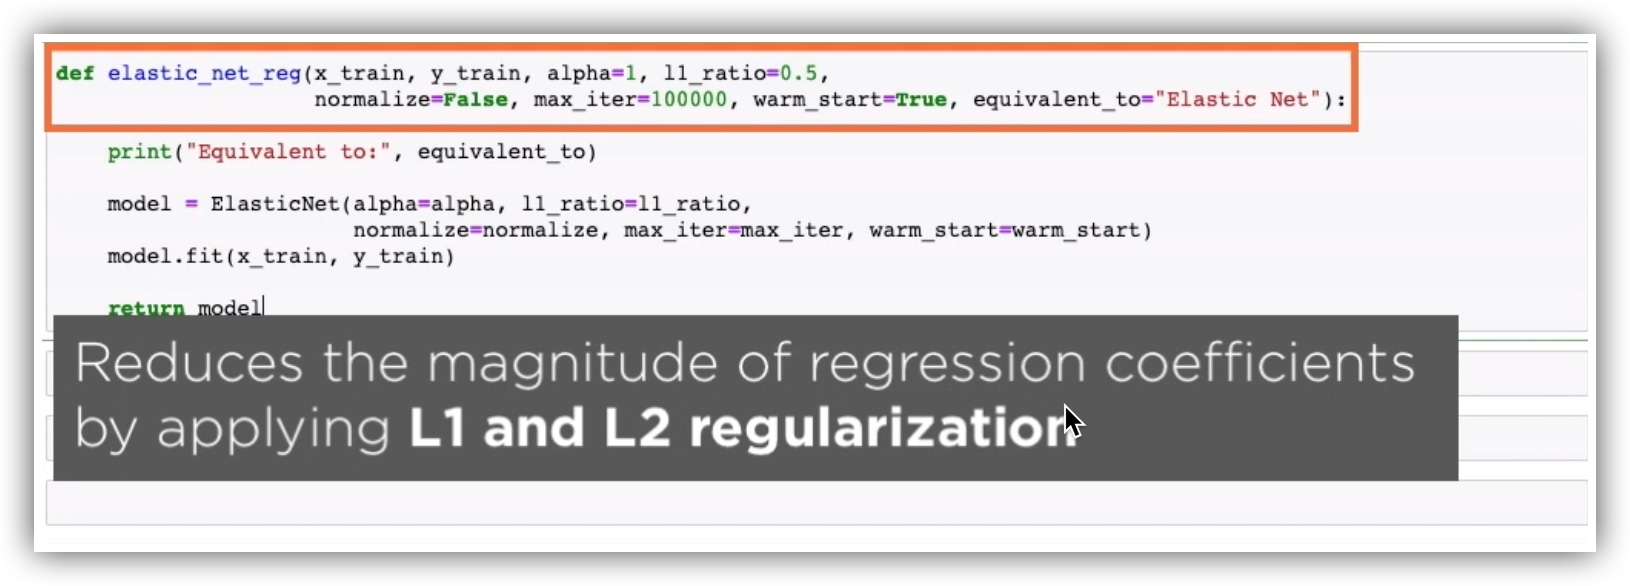 def elastic_net_reg(x_train, y_train, alpha=1, l1_ratio=0.5,
normalize=False, max_iter=100000, warm_start=True, equivalent_to="Elastic Net"):
print("Equivalent to:", equivalent_to)
model = ElasticNet(alpha=alpha, l1_ratio=l1_ratio,
normalize=normalize, max_iter=max_iter, warm_start=warm_start)
model.fit(x_train, y_train)
return model
Reduces the magnitude of regression coefficients
by applying L1 and L2 regularization